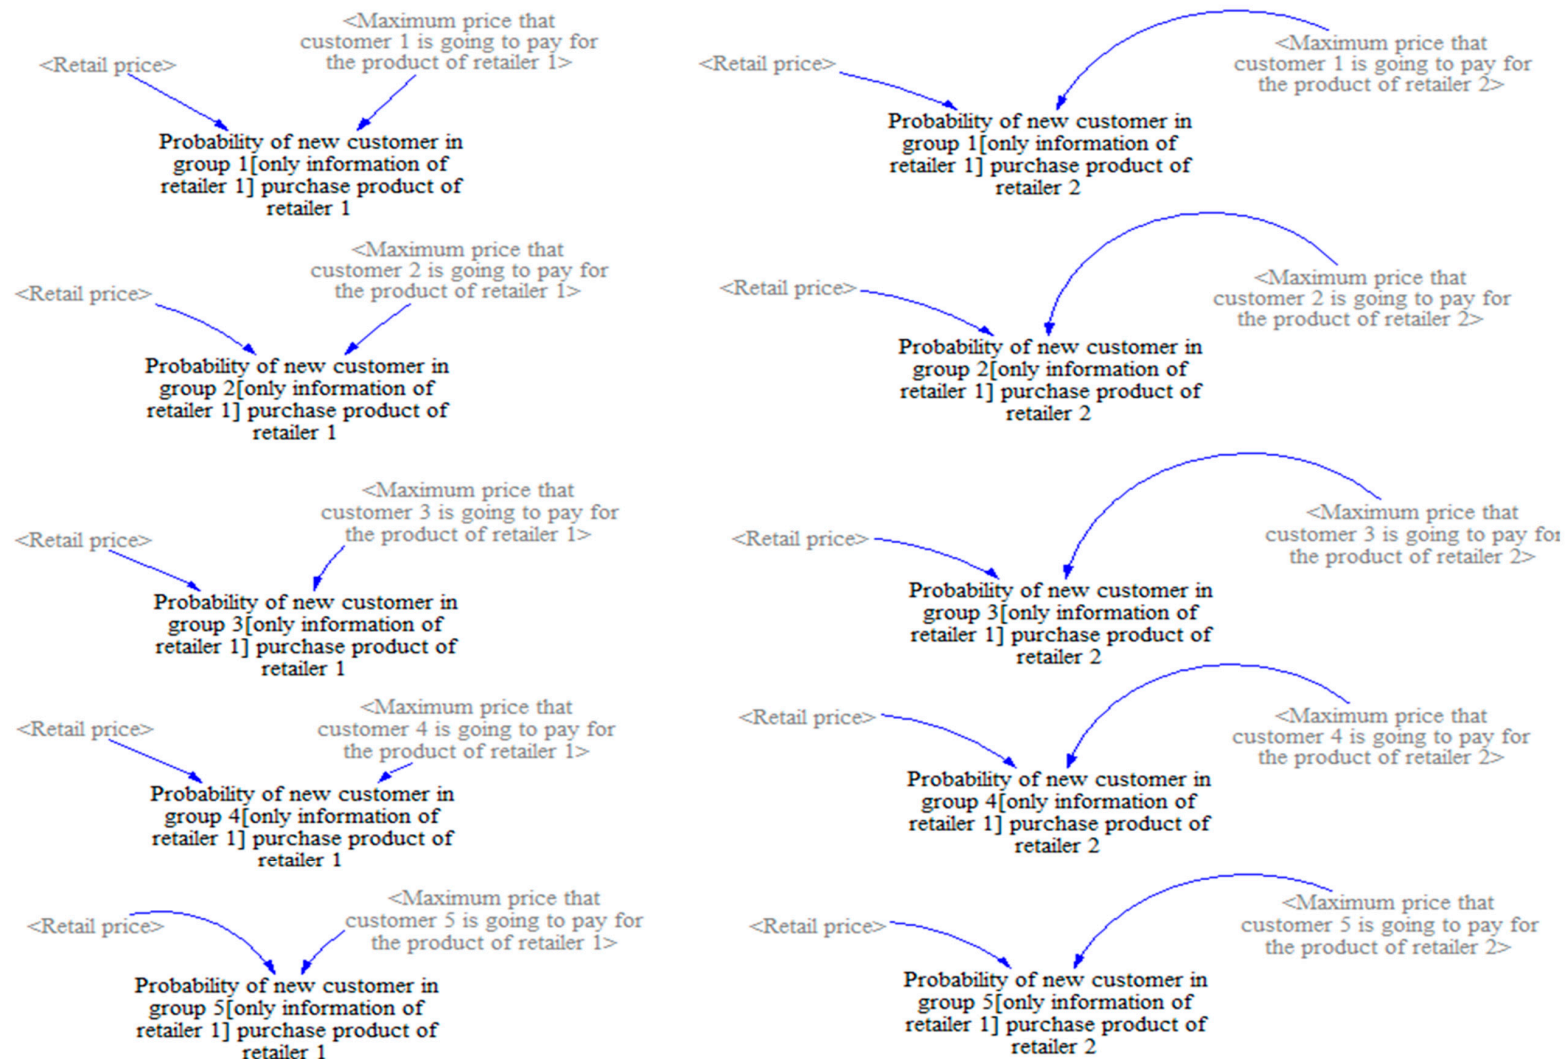 <Retail price>
<Maximum price that
customer 1 is going to pay for
the product of retailer 1>
Probability of new customer in
group 1[only information of
retailer 1] purchase product of
retailer 1
<Retail price>
<Maximum price that
customer 1 is going to pay for
the product of retailer 2>
Probability of new customer in
group 1[only information of
retailer 1] purchase product of
retailer 2
<Retail price>
<Maximum price that
customer 2 is going to pay for
the product of retailer 1>
Probability of new customer in
group 2[only information of
retailer 1] purchase product of
retailer 1
<Retail price>
<Maximum price that
customer 2 is going to pay for
the product of retailer 2>
Probability of new customer in
group 2[only information of
retailer 1] purchase product of
retailer 2
<Retail price>
<Maximum price that
customer 3 is going to pay for
the product of retailer 1>
Probability of new customer in
group 3[only information of
retailer 1] purchase product of
retailer 1
<Retail price>
<Maximum price that
customer 3 is going to pay for
the product of retailer 2>
Probability of new customer in
group 3[only information of
retailer 1] purchase product of
retailer 2
<Retail price>
<Maximum price that
customer 4 is going to pay for
the product of retailer 1>
Probability of new customer in
group 4[only information of
retailer 1] purchase product of
retailer 1
<Retail price>
<Maximum price that
customer 4 is going to pay for
the product of retailer 2>
Probability of new customer in
group 4[only information of
retailer 1] purchase product of
retailer 2
<Retail price>
<Maximum price that
customer 5 is going to pay for
the product of retailer 1>
Probability of new customer in
group 5[only information of
retailer 1] purchase product of
retailer 1
<Retail price>
<Maximum price that
customer 5 is going to pay for
the product of retailer 2>
Probability of new customer in
group 5[only information of
retailer 1] purchase product of
retailer 2